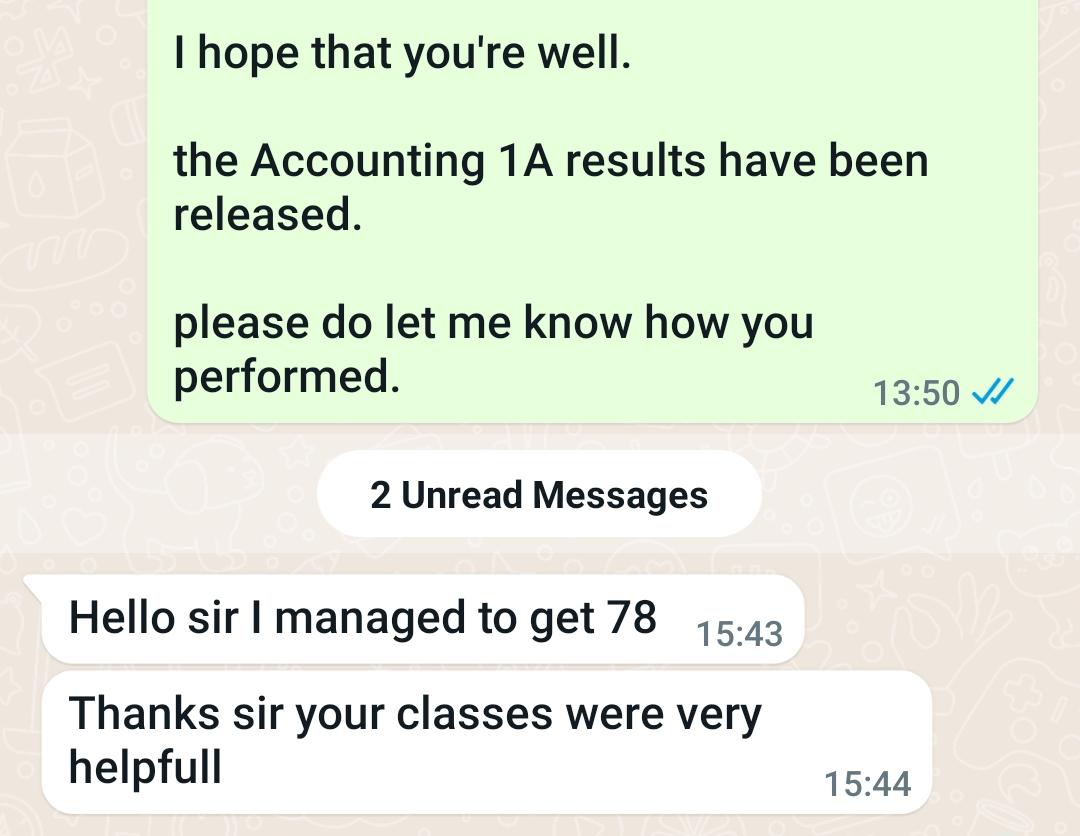 I hope that you're well.
the Accounting 1A results have been
released.
please do let me know how you
performed.
13:50
2 Unread Messages
Hello sir I managed to get 78
15:43
Thanks sir your classes were very
helpfull
15:44